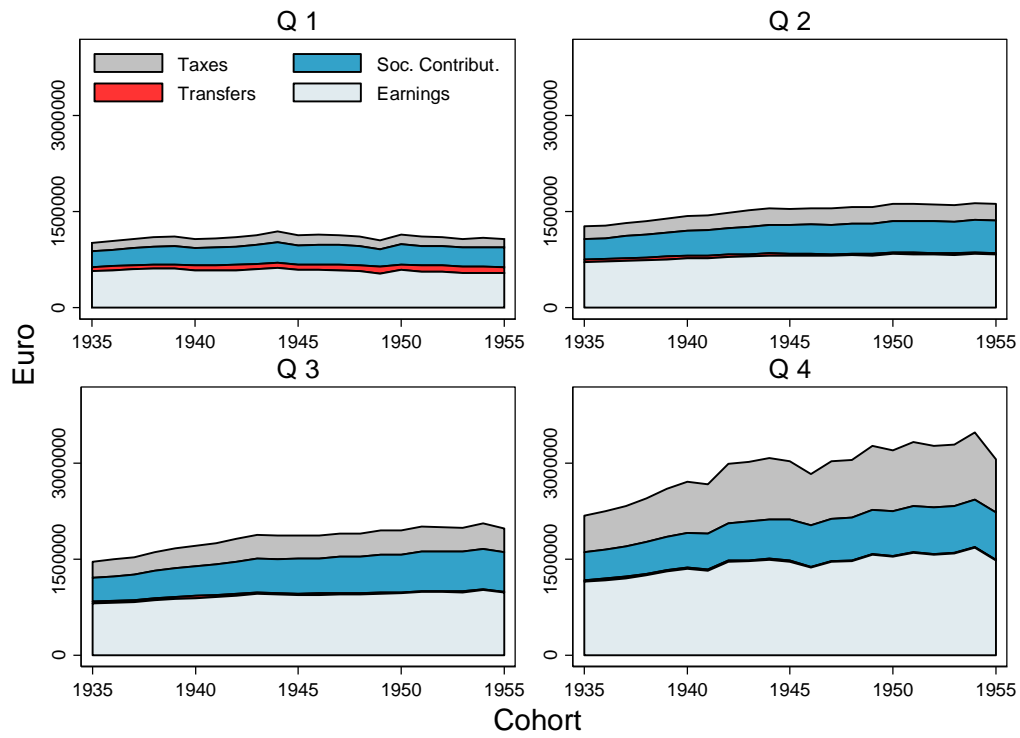 Q 1
Q 2
Taxes
Soc. Contribut.
Transfers
Earnings
3000000
1500000
0
3000000
1500000
0
1935 1940 1945 1950 1955
1935 1940 1945 1950 1955
Euro
Q 3
Q 4
3000000
1500000
0
3000000
1500000
0
1935 1940 1945 1950 1955
1935 1940 1945 1950 1955
Cohort